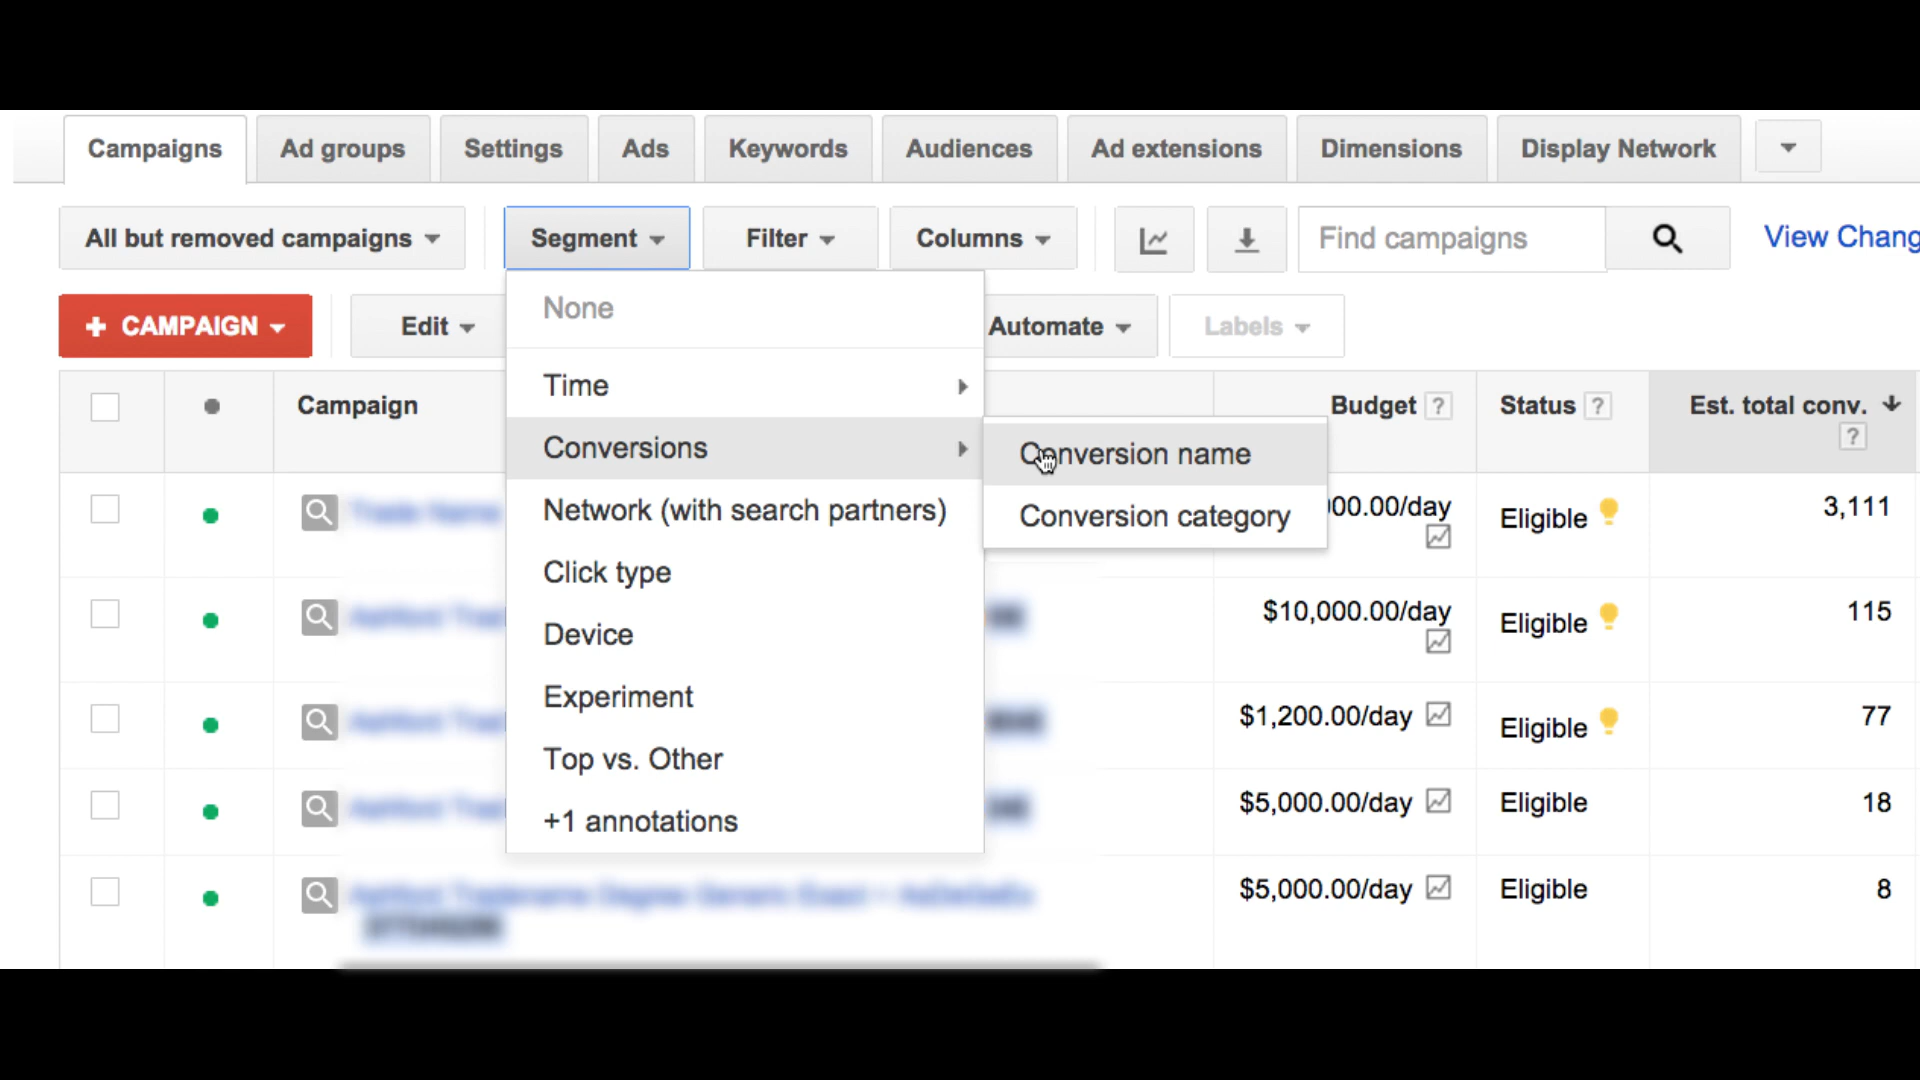 Campaigns Ad groups Settings Ads Keywords Audiences Ad extensions Dimensions Display Network
All but removed campaigns Segment Filter Columns Find campaigns View Chang
+ CAMPAIGN Edit Automate Labels
None
Time
Campaign Budget ? Status ? Est. total conv.
?
Conversions
Conversion name
Conversion category
Network (with search partners)
Click type
Device
Experiment
Top vs. Other
+1 annotations
00.00/day Eligible 3,111
$10,000.00/day Eligible 115
$1,200.00/day Eligible 77
$5,000.00/day Eligible 18
$5,000.00/day Eligible 8